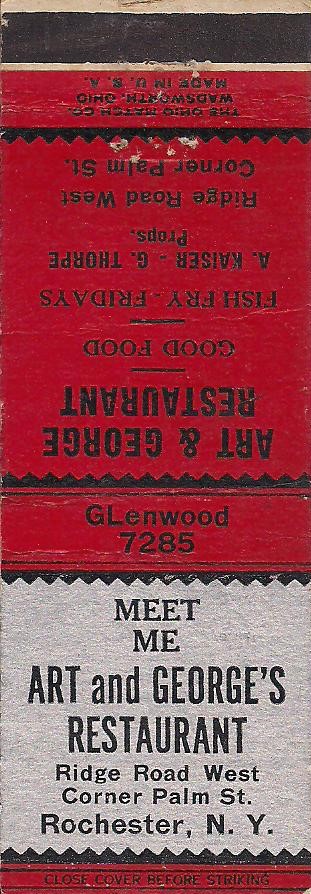 THE OHIO MATCH CO.
WADSWORTH, OHIO
MADE IN U. S. A.
ART & GEORGE
RESTAURANT
GOOD FOOD
FISH FRY - FRIDAYS
A. KAISER - G. THORPE
Props.
Ridge Road West
Corner Palm St.
GLenwood
7285
MEET
ME
ART and GEORGE'S
RESTAURANT
Ridge Road West
Corner Palm St.
Rochester, N. Y.
CLOSE COVER BEFORE STRIKING